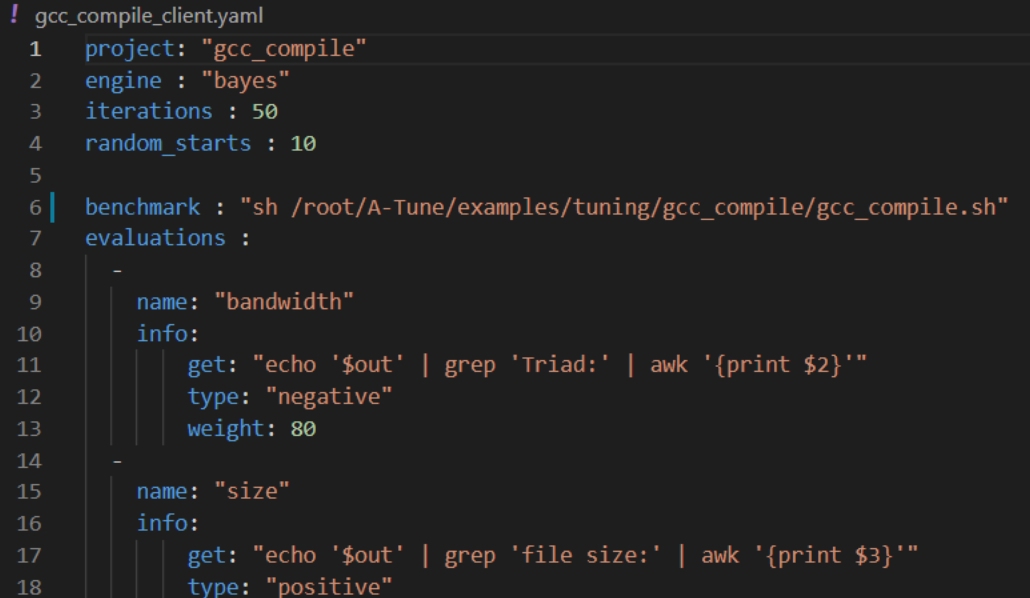 ! gcc_compile_client.yaml
1 project: "gcc_compile"
2 engine : "bayes"
3 iterations : 50
4 random_starts : 10
5
6 benchmark : "sh /root/A-Tune/examples/tuning/gcc_compile/gcc_compile.sh"
7 evaluations :
8 -
9 name: "bandwidth"
10 info:
11 get: "echo '$out' | grep 'Triad:' | awk '{print $2}'"
12 type: "negative"
13 weight: 80
14 -
15 name: "size"
16 info:
17 get: "echo '$out' | grep 'file size:' | awk '{print $3}'"
18 type: "positive"